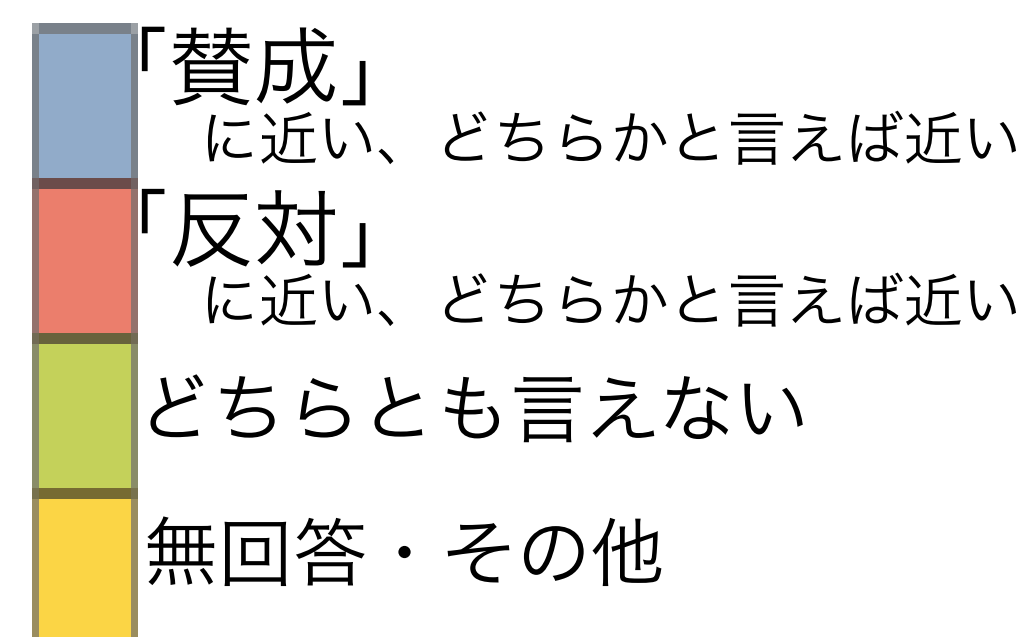 「賛成」
に近い、どちらかと言えば近い
「反対」
に近い、どちらかと言えば近い
どちらとも言えない
無回答・その他